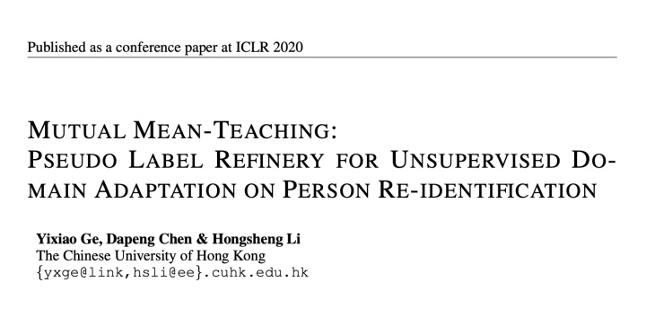 Published as a conference paper at ICLR 2020
MUTUAL MEAN-TEACHING:
PSEUDO LABEL REFINERY FOR UNSUPERVISED DO-
MAIN ADAPTATION ON PERSON RE-IDENTIFICATION
Yixiao Ge, Dapeng Chen & Hongsheng Li
The Chinese University of Hong Kong
{yxge@link,hsli@ee}.cuhk.edu.hk